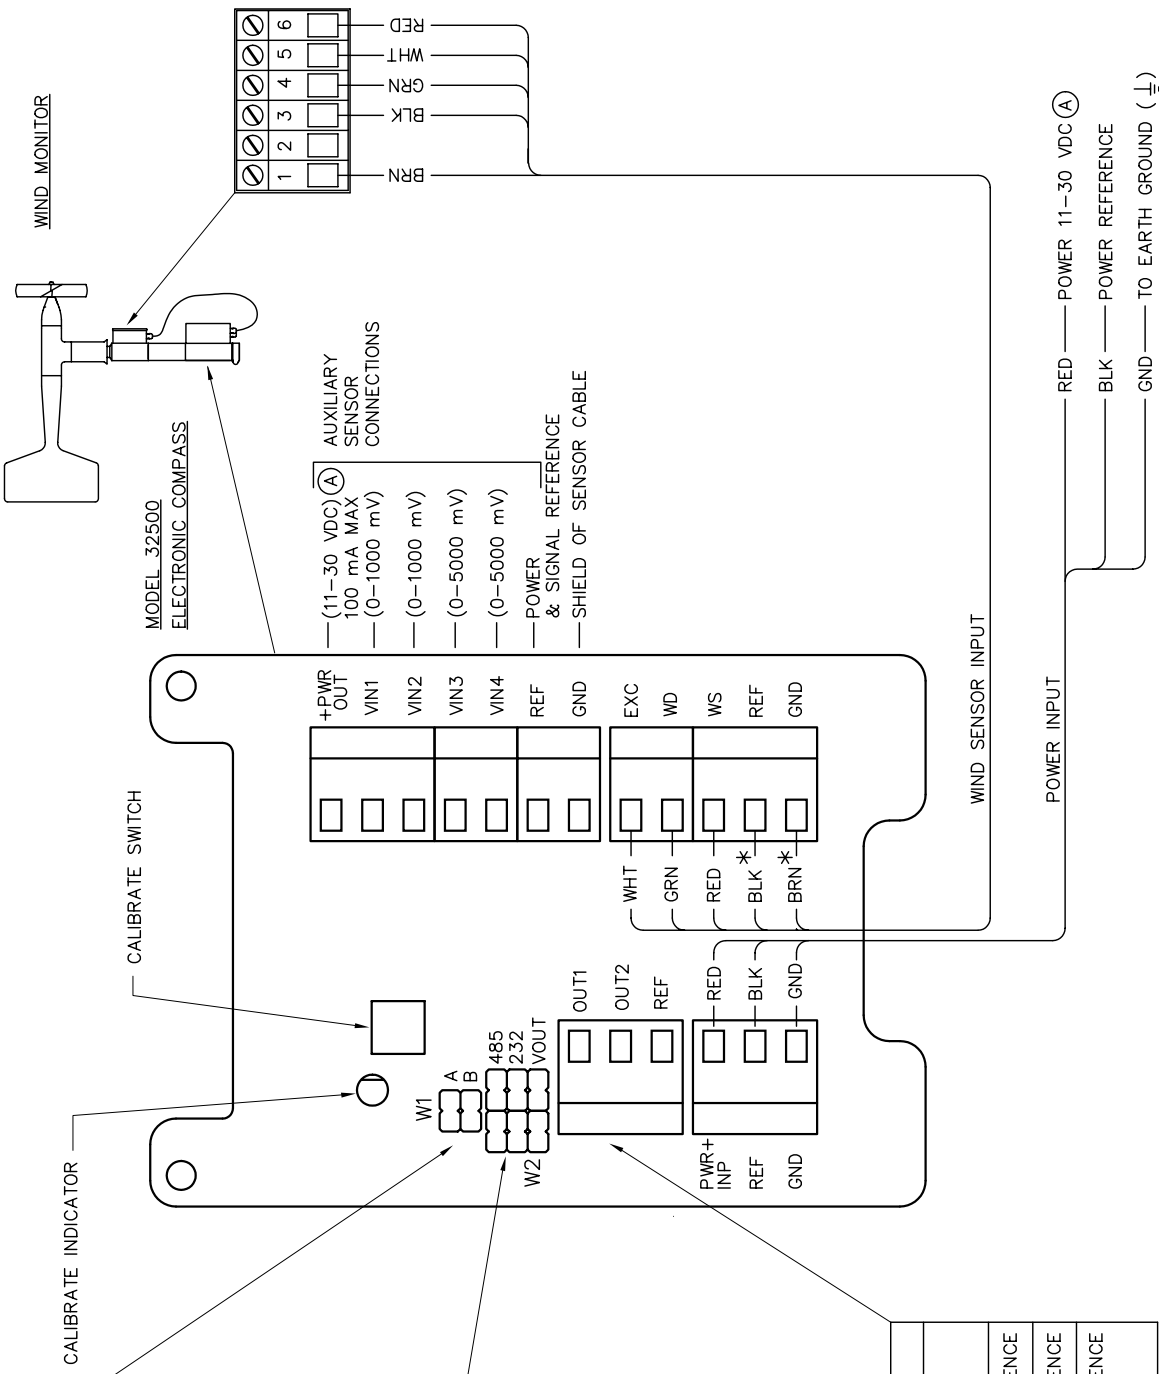 WIND MONITOR
6
5
4
3
2
1
RED
WHT
GRN
BLK
BRN
MODEL 32500
ELECTRONIC COMPASS
AUXILIARY
SENSOR
CONNECTIONS
+PWR
OUT
(11-30 VDC) A
100 mA MAX
VIN1
(0-1000 mV)
VIN2
(0-1000 mV)
VIN3
(0-5000 mV)
VIN4
(0-5000 mV)
REF
POWER
& SIGNAL REFERENCE
GND
SHIELD OF SENSOR CABLE
EXC
WD
WS
REF
GND
WHT
GRN
RED
BLK *
BRN *
WIND SENSOR INPUT
POWER INPUT
RED POWER 11-30 VDC A
BLK POWER REFERENCE
GND TO EARTH GROUND ( )
CALIBRATE SWITCH
CALIBRATE INDICATOR
W1
A
B
485
232
VOUT
W2
OUT1
OUT2
REF
RED
BLK
GND
PWR+
INP
REF
GND
ENCE
ENCE
ENCE